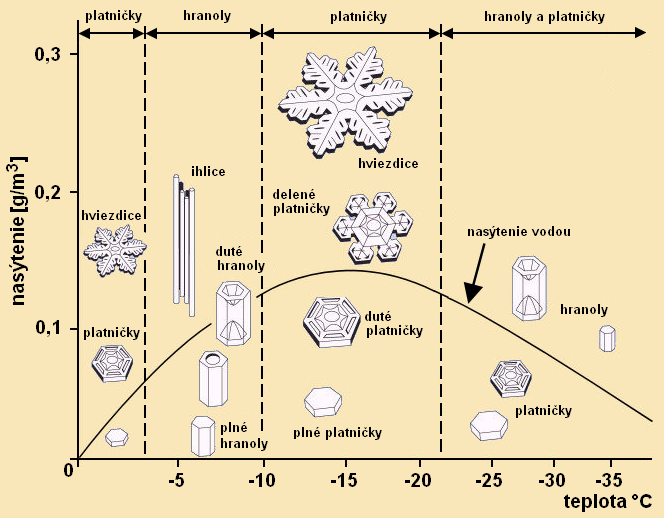 platničky
hranoly
platničky
hranoly a platničky
0,3
hviezdice
ihlice
0,2
delené
platničky
hviezdice
nasýtenie vodou
duté
hranoly
nasýtenie [g/m³]
hranoly
duté
platničky
0,1
platničky
platničky
plné
hranoly
plné platničky
0
-5
-10
-15
-20
-25
-30
-35
teplota °C